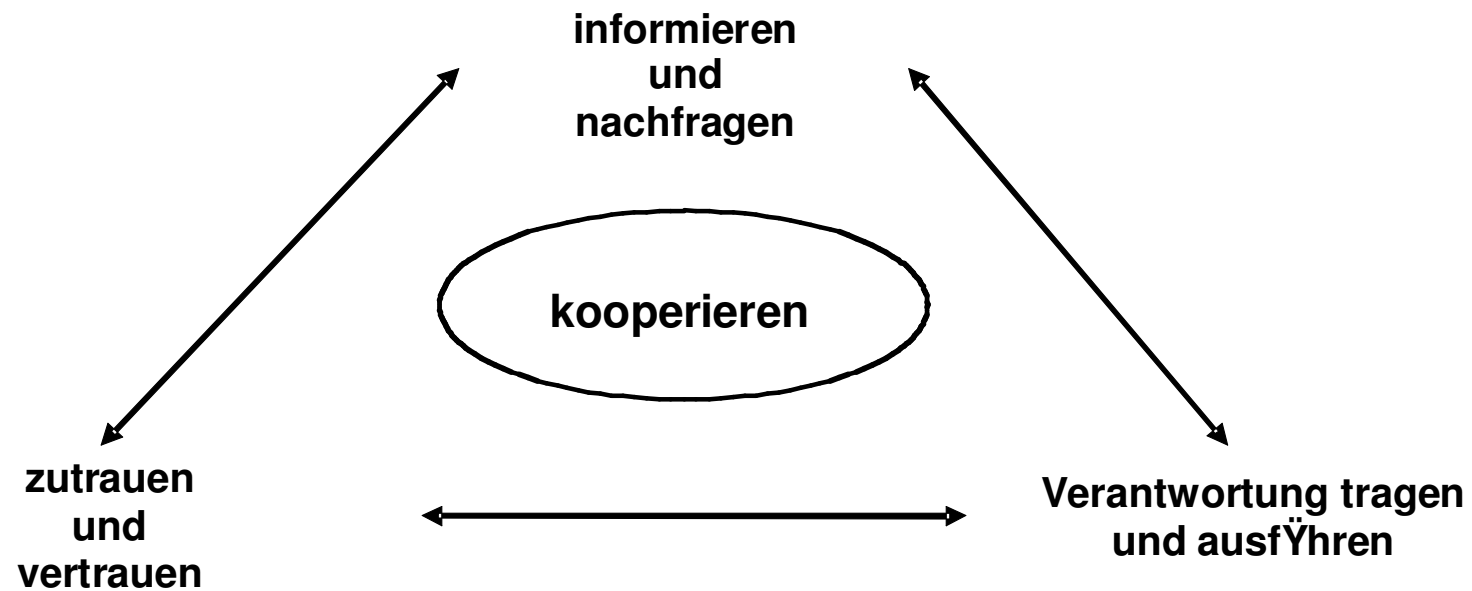 informieren
und
nachfragen
kooperieren
zutrauen
und
vertrauen
Verantwortung tragen
und ausfŸhren